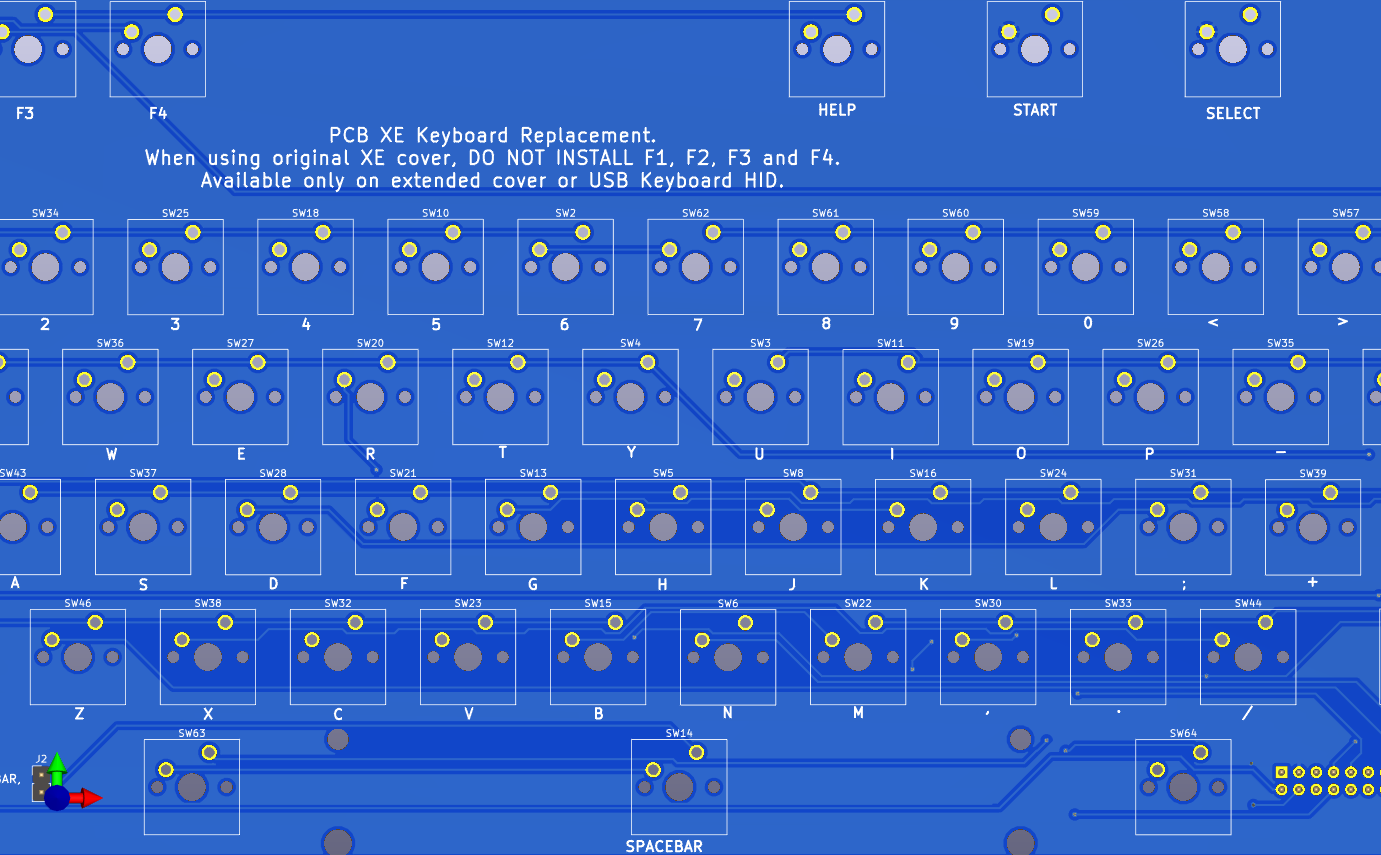 F3 F4 HELP START SELECT
PCB XE Keyboard Replacement.
When using original XE cover, DO NOT INSTALL F1, F2, F3 and F4.
Available only on extended cover or USB Keyboard HID.
SW34 SW25 SW18 SW10 SW2 SW62 SW61 SW60 SW59 SW58 SW57
2 3 4 5 6 7 8 9 0 < >
SW36 SW27 SW20 SW12 SW4 SW3 SW11 SW19 SW26 SW35
W E R T Y U I O P -
SW43 SW37 SW28 SW21 SW13 SW5 SW8 SW16 SW24 SW31 SW39
A S D F G H J K L ; +
SW46 SW38 SW32 SW23 SW15 SW6 SW22 SW30 SW33 SW44
Z X C V B N M , . /
SW63 SW14 SW64
J2
BAR, 1
SPACEBAR